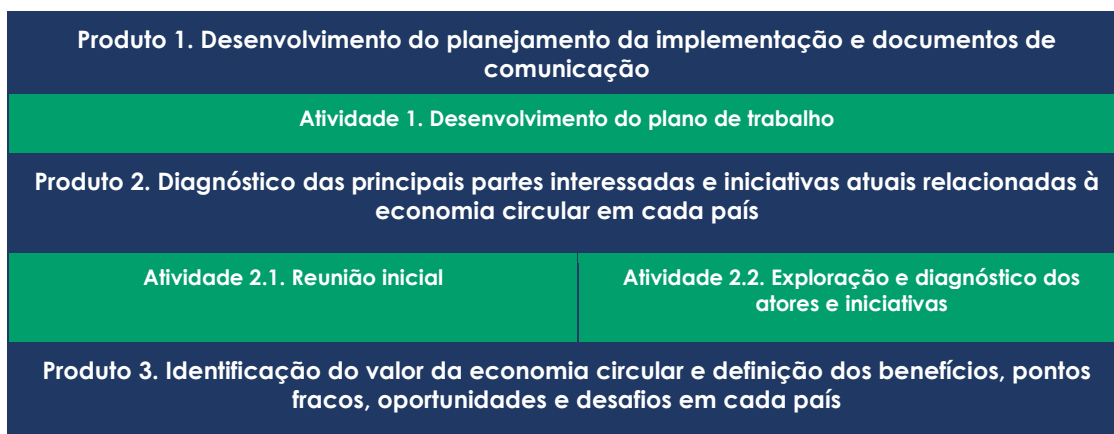 Produto 1. Desenvolvimento do planejamento da implementação e documentos de
comunicação
Atividade 1. Desenvolvimento do plano de trabalho
Produto 2. Diagnóstico das principais partes interessadas e iniciativas atuais relacionadas à
economia circular em cada país
Atividade 2.1. Reunião inicial
Atividade 2.2. Exploração e diagnóstico dos
atores e iniciativas
Produto 3. Identificação do valor da economia circular e definição dos benefícios, pontos
fracos, oportunidades e desafios em cada país